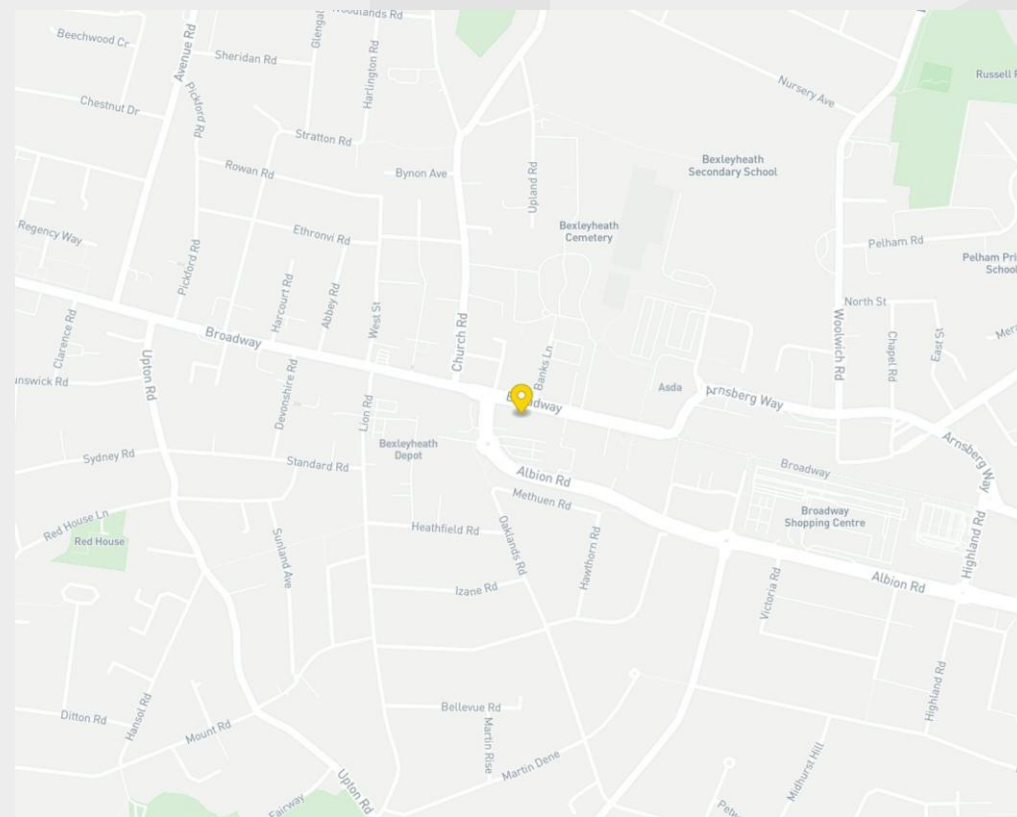 Woodlands Rd
Beechwood Cr
Avenue Rd
Glengal
Sheridan Rd
Harlington Rd
Nursery Ave
Russell P
Chestnut Dr
Pickford Rd
Stratton Rd
Rowan Rd
Bynon Ave
Upland Rd
Bexleyheath
Secondary School
Regency Way
Ethronvi Rd
Bexleyheath
Cemetery
Pelham Rd
Pelham Pri
School
Pickford Rd
Harcourt Rd
Abbey Rd
West St
Church Rd
North St
Clarence Rd
Broadway
Woolwich Rd
Chapel Rd
East St
Merr
Upton Rd
Banks Ln
unswick Rd
Devonshire Rd
Lion Rd
Asda
Arnsberg Way
Broadway
Bexleyheath
Depot
Arnsberg Way
Sydney Rd
Standard Rd
Broadway
Albion Rd
Methuen Rd
Red House Ln
Broadway
Shopping Centre
Red House
Sunland Ave
Heathfield Rd
Oaklands Rd
Hawthorn Rd
Highland Rd
Izane Rd
Victoria Rd
Albion Rd
Hansol Rd
Highland Rd
Ditton Rd
Mount Rd
Bellevue Rd
Martin Rise
Martin Dene
Midhurst Hill
Upton Rd
Fairway
Petw